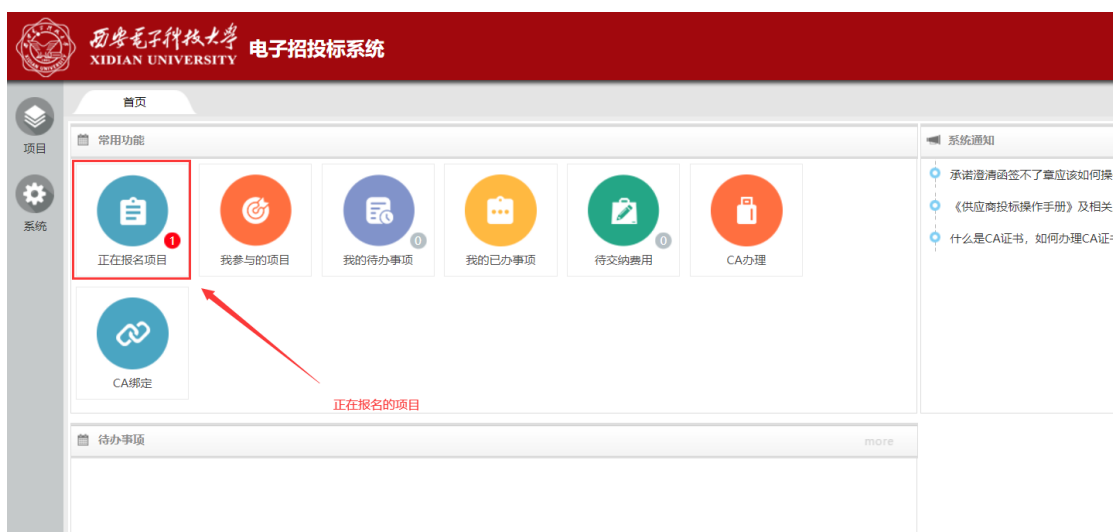 西安电子科技大学
XIDIAN UNIVERSITY
电子招投标系统
首页
项目
系统
常用功能
正在报名项目
1
我参与的项目
我的待办事项
0
我的已办事项
待交纳费用
0
CA办理
CA绑定
正在报名的项目
系统通知
承诺澄清函签不了章应该如何操
《供应商投标操作手册》及相关
什么是CA证书，如何办理CA证
待办事项
more